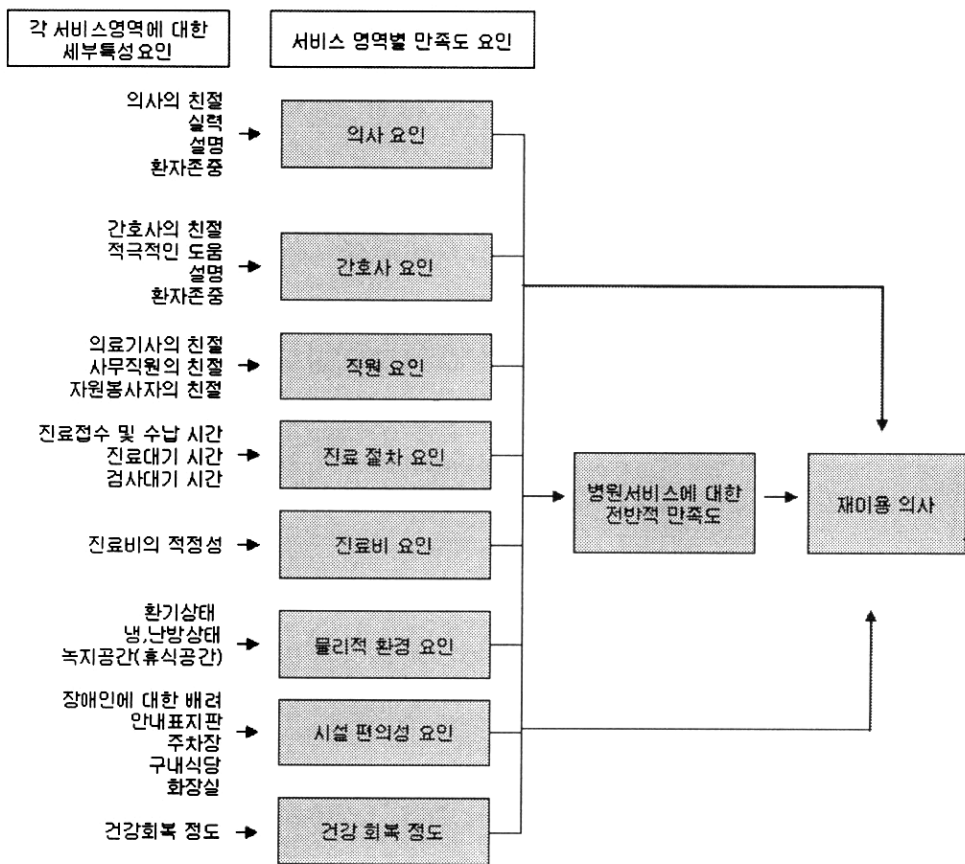 각 서비스영역에 대한
세부특성요인
서비스 영역별 만족도 요인
의사의 친절
실력
설명
환자존중
의사 요인
간호사의 친절
적극적인 도움
설명
환자존중
간호사 요인
의료기사의 친절
사무직원의 친절
자원봉사자의 친절
직원 요인
진료접수 및 수납 시간
진료대기 시간
검사대기 시간
진료 절차 요인
병원서비스에 대한
전반적 만족도
재이용 의사
진료비의 적정성
진료비 요인
환기상태
냉,난방상태
녹지공간(휴식공간)
물리적 환경 요인
장애인에 대한 배려
안내표지판
주차장
구내식당
화장실
시설 편의성 요인
건강회복 정도
건강 회복 정도